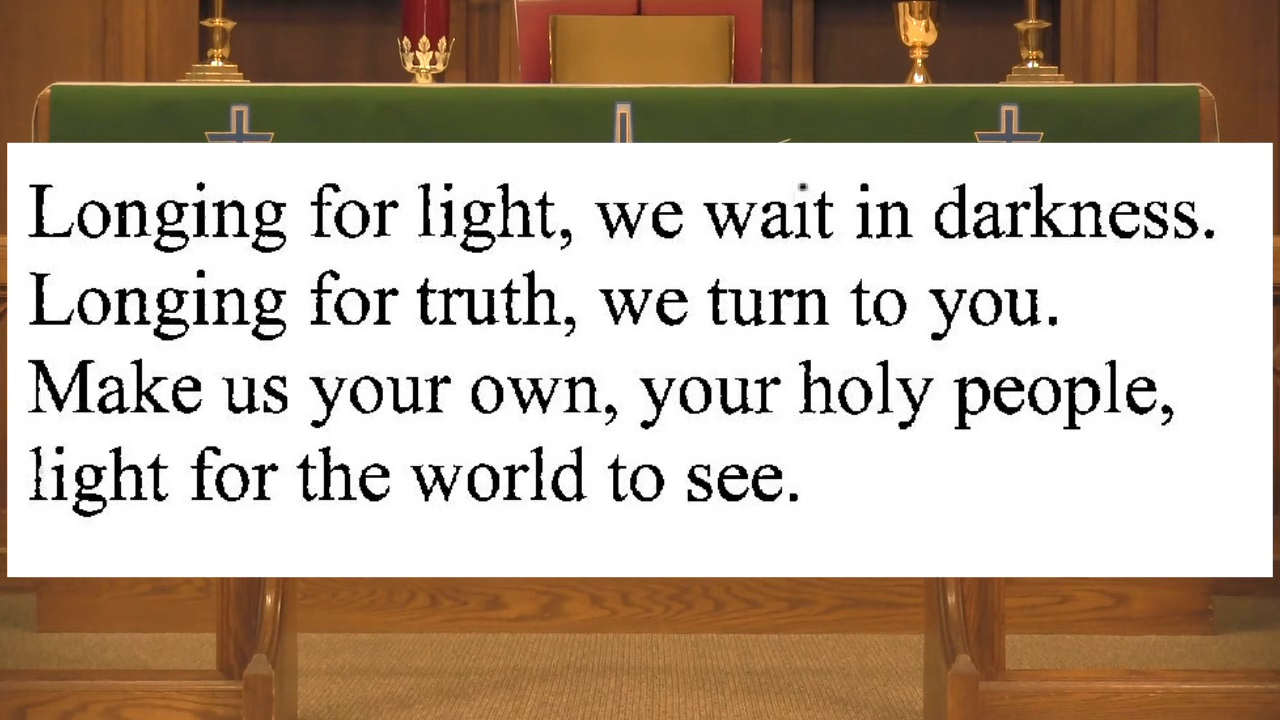 Longing for light, we wait in darkness.
Longing for truth, we turn to you.
Make us your own, your holy people,
light for the world to see.